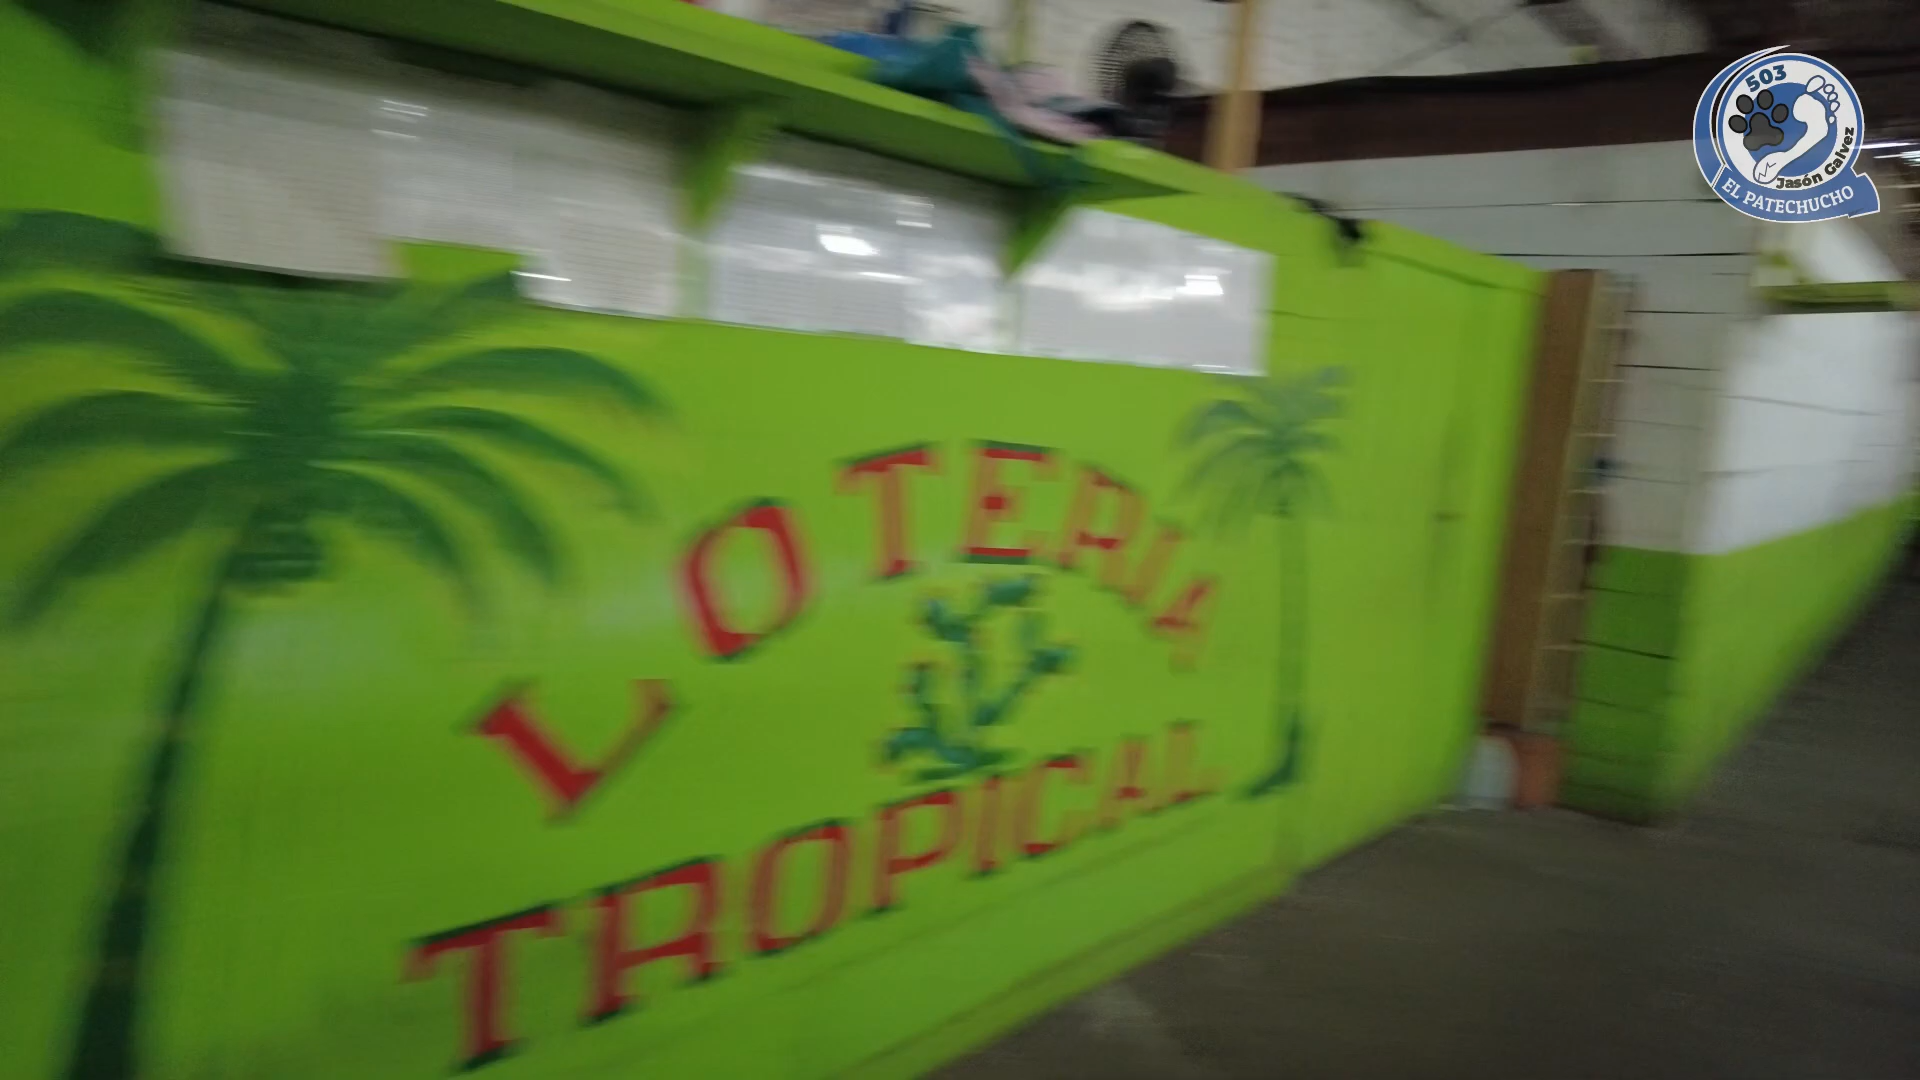 LOTERIA
TROPICAL
503
Jasón Galvez
EL PATECHUCHO